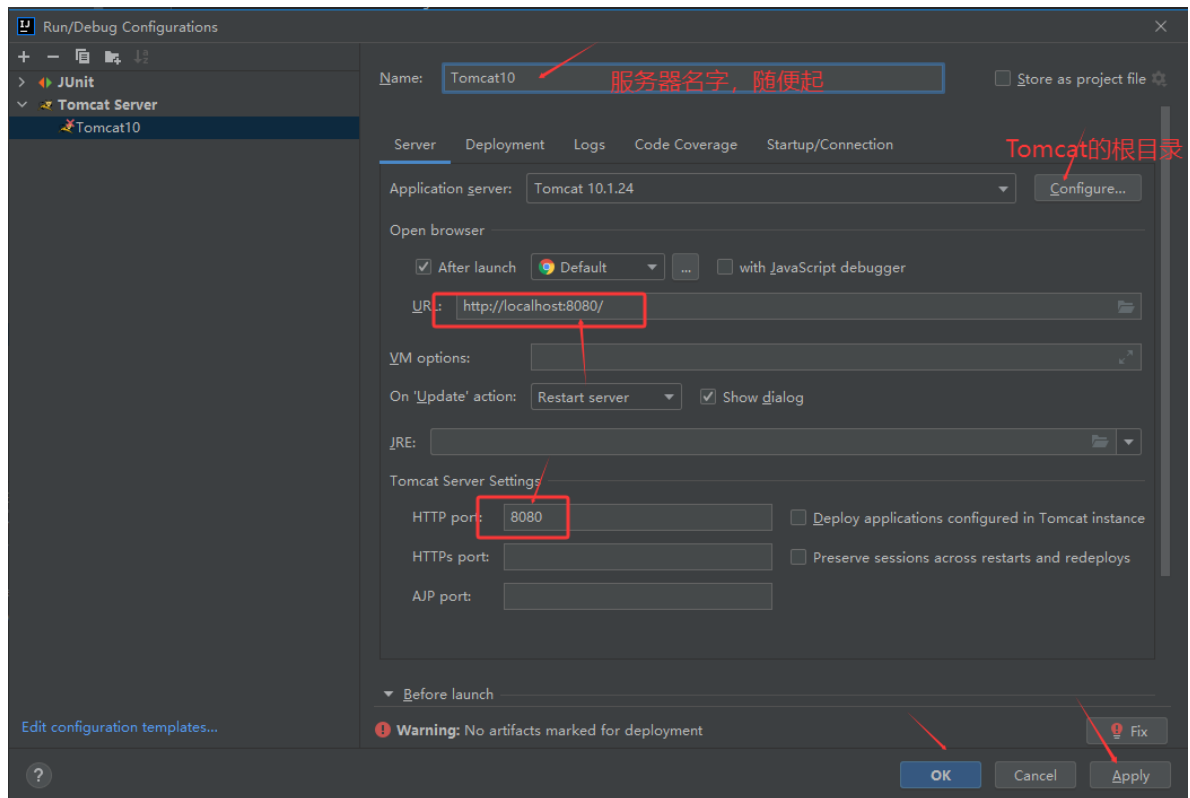 Run/Debug Configurations
JUnit
Tomcat Server
Tomcat10
Name: Tomcat10
服务器名字，随便起
Store as project file
Server Deployment Logs Code Coverage Startup/Connection
Tomcat的根目录
Application server: Tomcat 10.1.24 Configure...
Open browser
After launch Default ... with JavaScript debugger
URL: http://localhost:8080/
VM options:
On 'Update' action: Restart server Show dialog
JRE:
Tomcat Server Settings
HTTP port: 8080 Deploy applications configured in Tomcat instance
HTTPs port: Preserve sessions across restarts and redeploys
AJP port:
Before launch
Edit configuration templates...
Warning: No artifacts marked for deployment Fix
? OK Cancel Apply